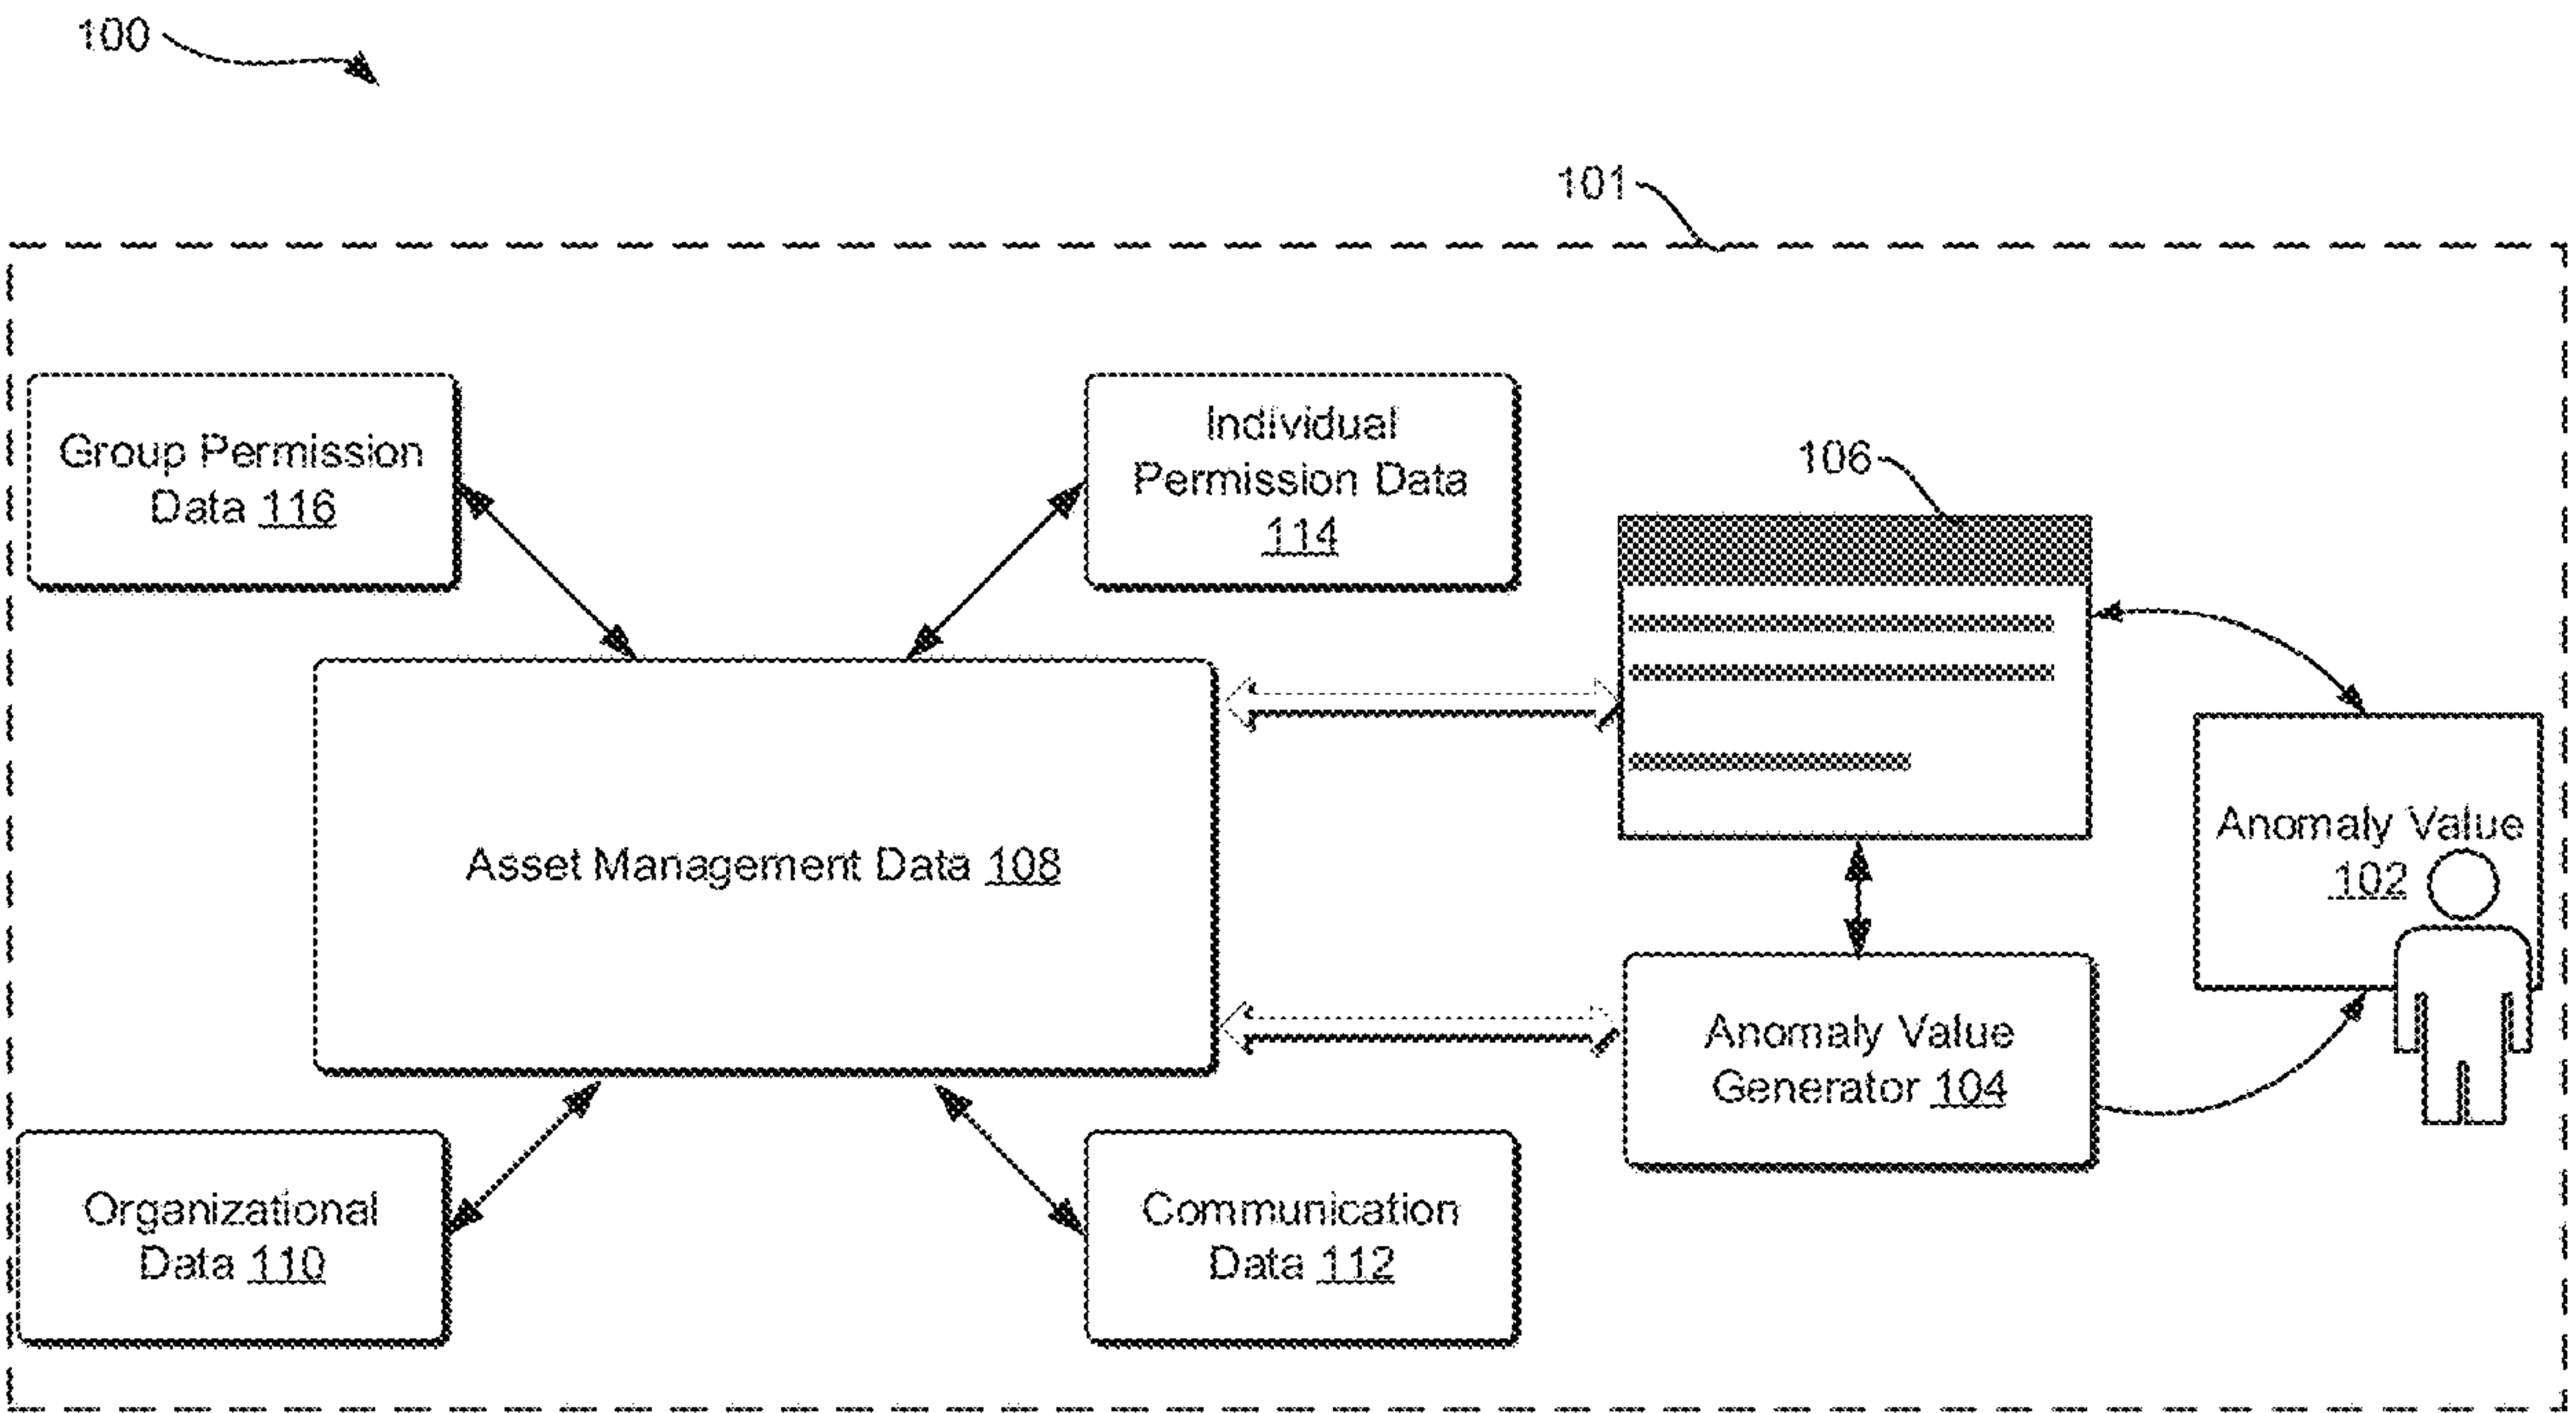 100
101
Group Permission
Data 116
Individual
Permission Data
114
106
Asset Management Data 108
Anomaly Value
102
Anomaly Value
Generator 104
Organizational
Data 110
Communication
Data 112